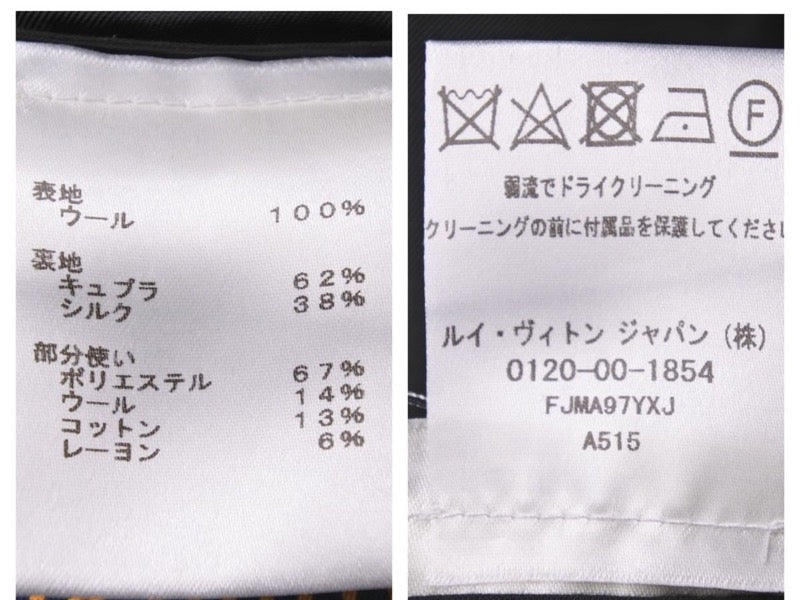 表地
ウール 100%
裏地
キュプラ 62%
シルク 38%
部分使い
ポリエステル 67%
ウール 14%
コットン 13%
レーヨン 6%
F
弱流でドライクリーニング
クリーニングの前に付属品を保護してくださ
ルイ・ヴィトン ジャパン (株)
0120-00-1854
FJMA97YXJ
A515